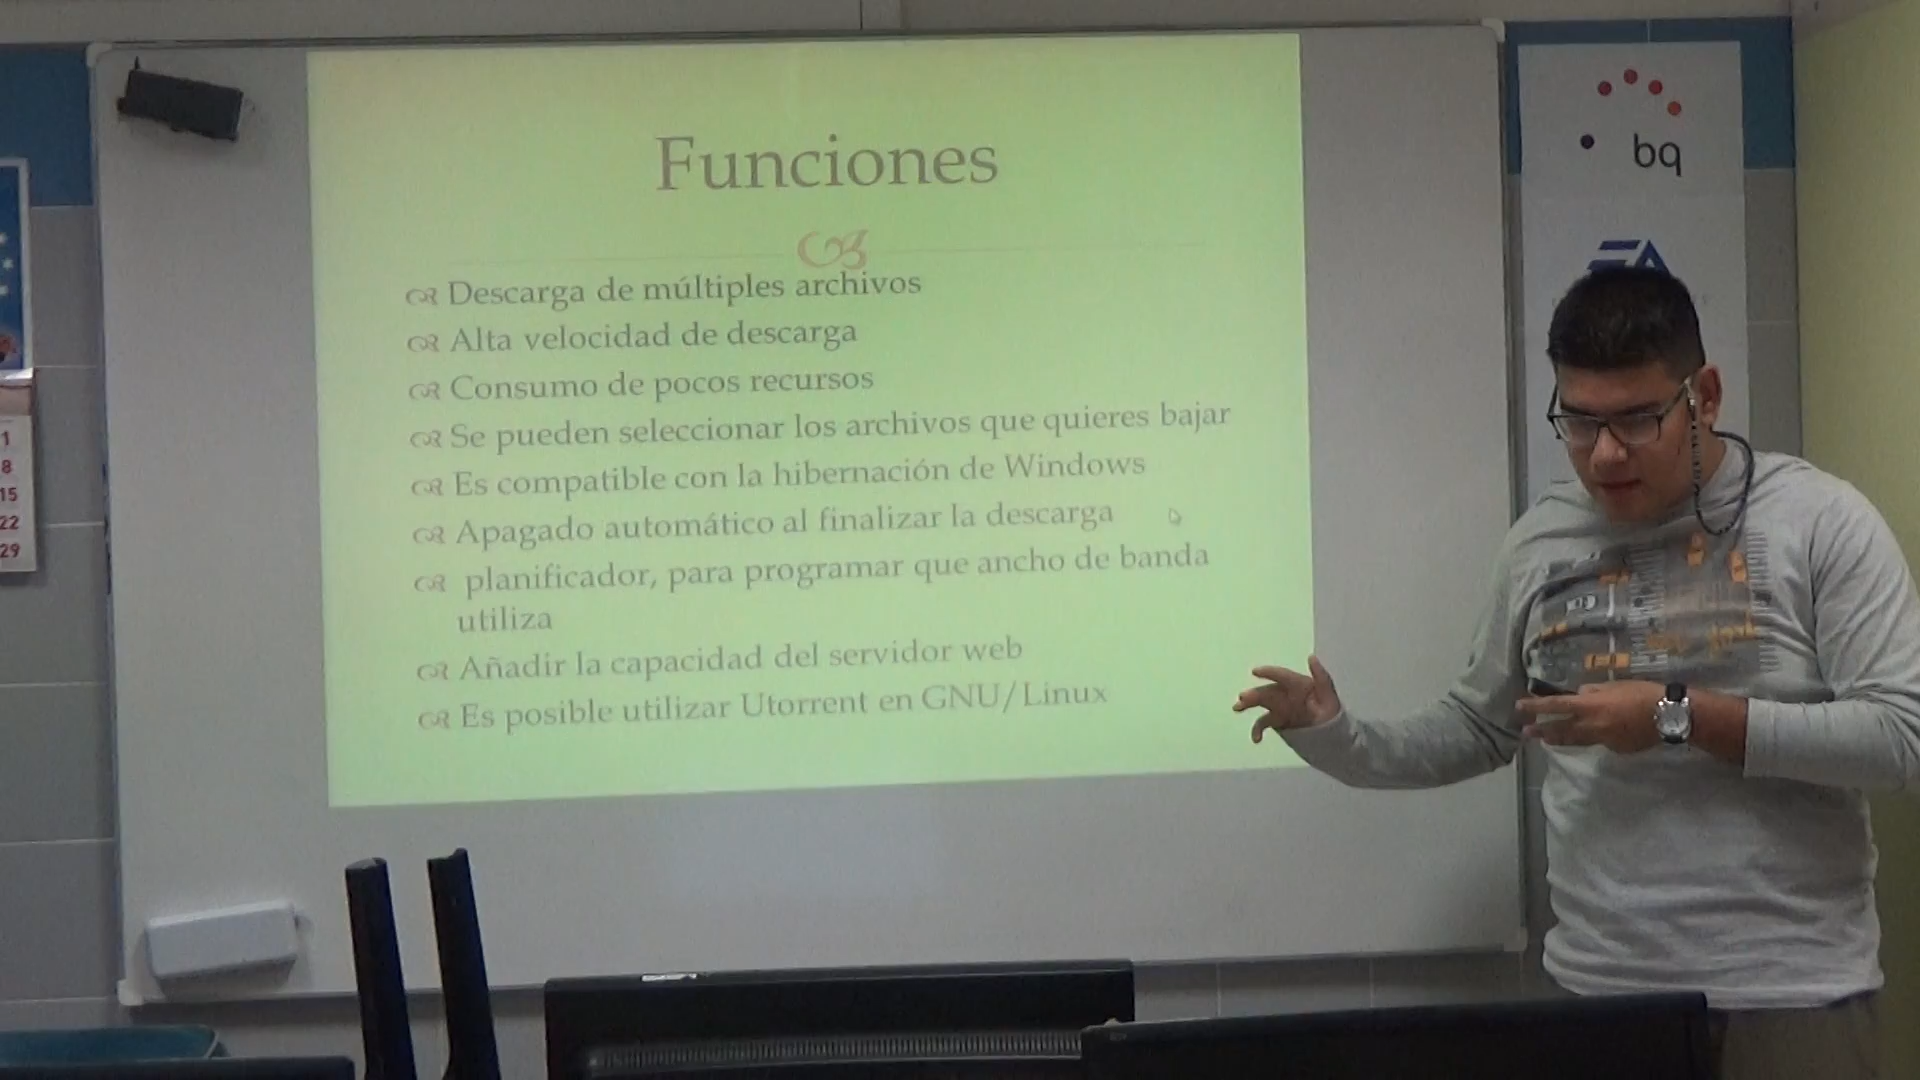 Funciones
Descarga de múltiples archivos
Alta velocidad de descarga
Consumo de pocos recursos
Se pueden seleccionar los archivos que quieres bajar
Es compatible con la hibernación de Windows
Apagado automático al finalizar la descarga
planificador, para programar que ancho de banda
utiliza
Añadir la capacidad del servidor web
Es posible utilizar Utorrent en GNU/Linux
bq
EA
1
8
15
22
29